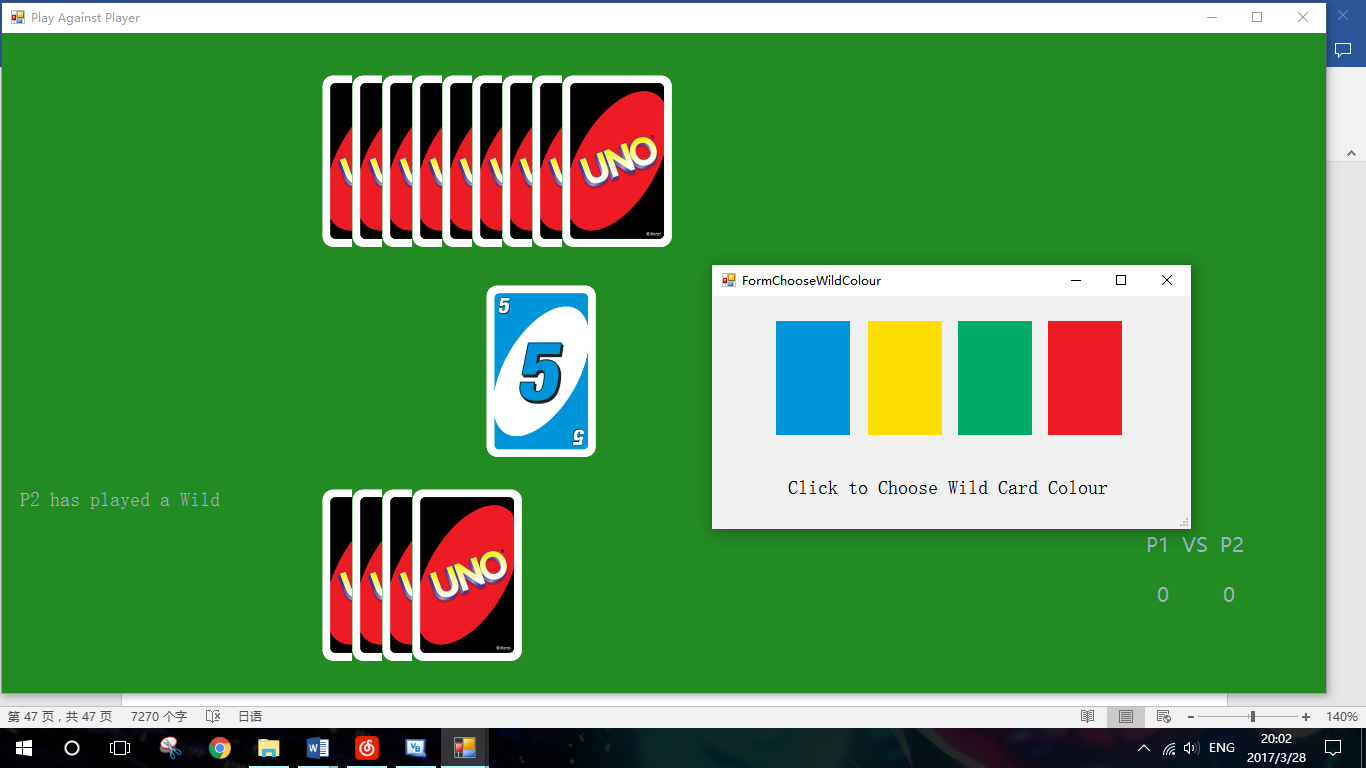 Play Against Player
UNO
5
5
5
FormChooseWildColour
Click to Choose Wild Card Colour
P2 has played a Wild
UNO
P1 VS P2
0 0
第 47 页，共 47 页 7270 个字 日语 140%
ENG
20:02
2017/3/28